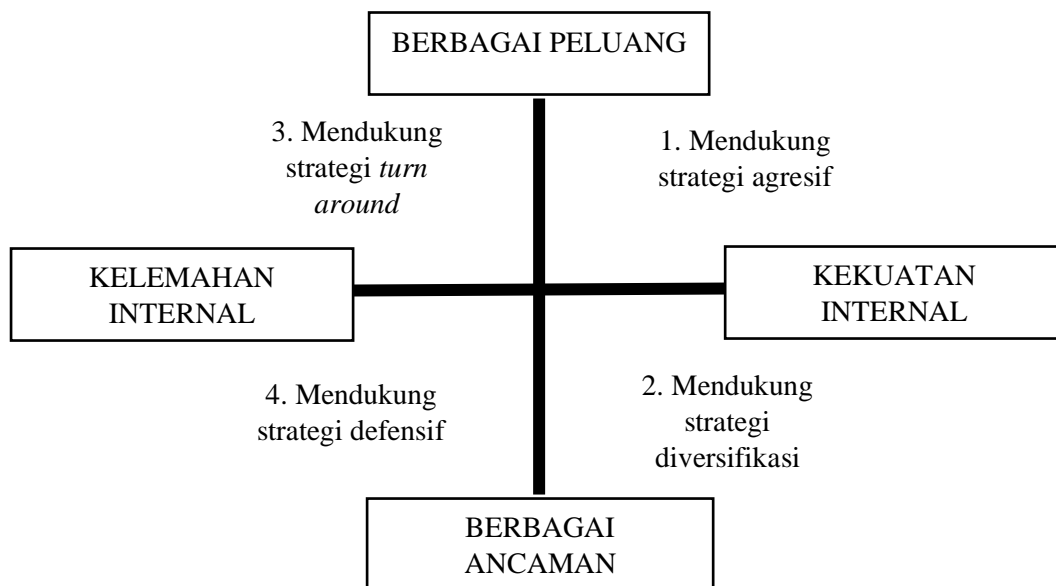 BERBAGAI PELUANG
3. Mendukung
strategi turn
around
1. Mendukung
strategi agresif
KELEMAHAN
INTERNAL
KEKUATAN
INTERNAL
4. Mendukung
strategi defensif
2. Mendukung
strategi
diversifikasi
BERBAGAI
ANCAMAN